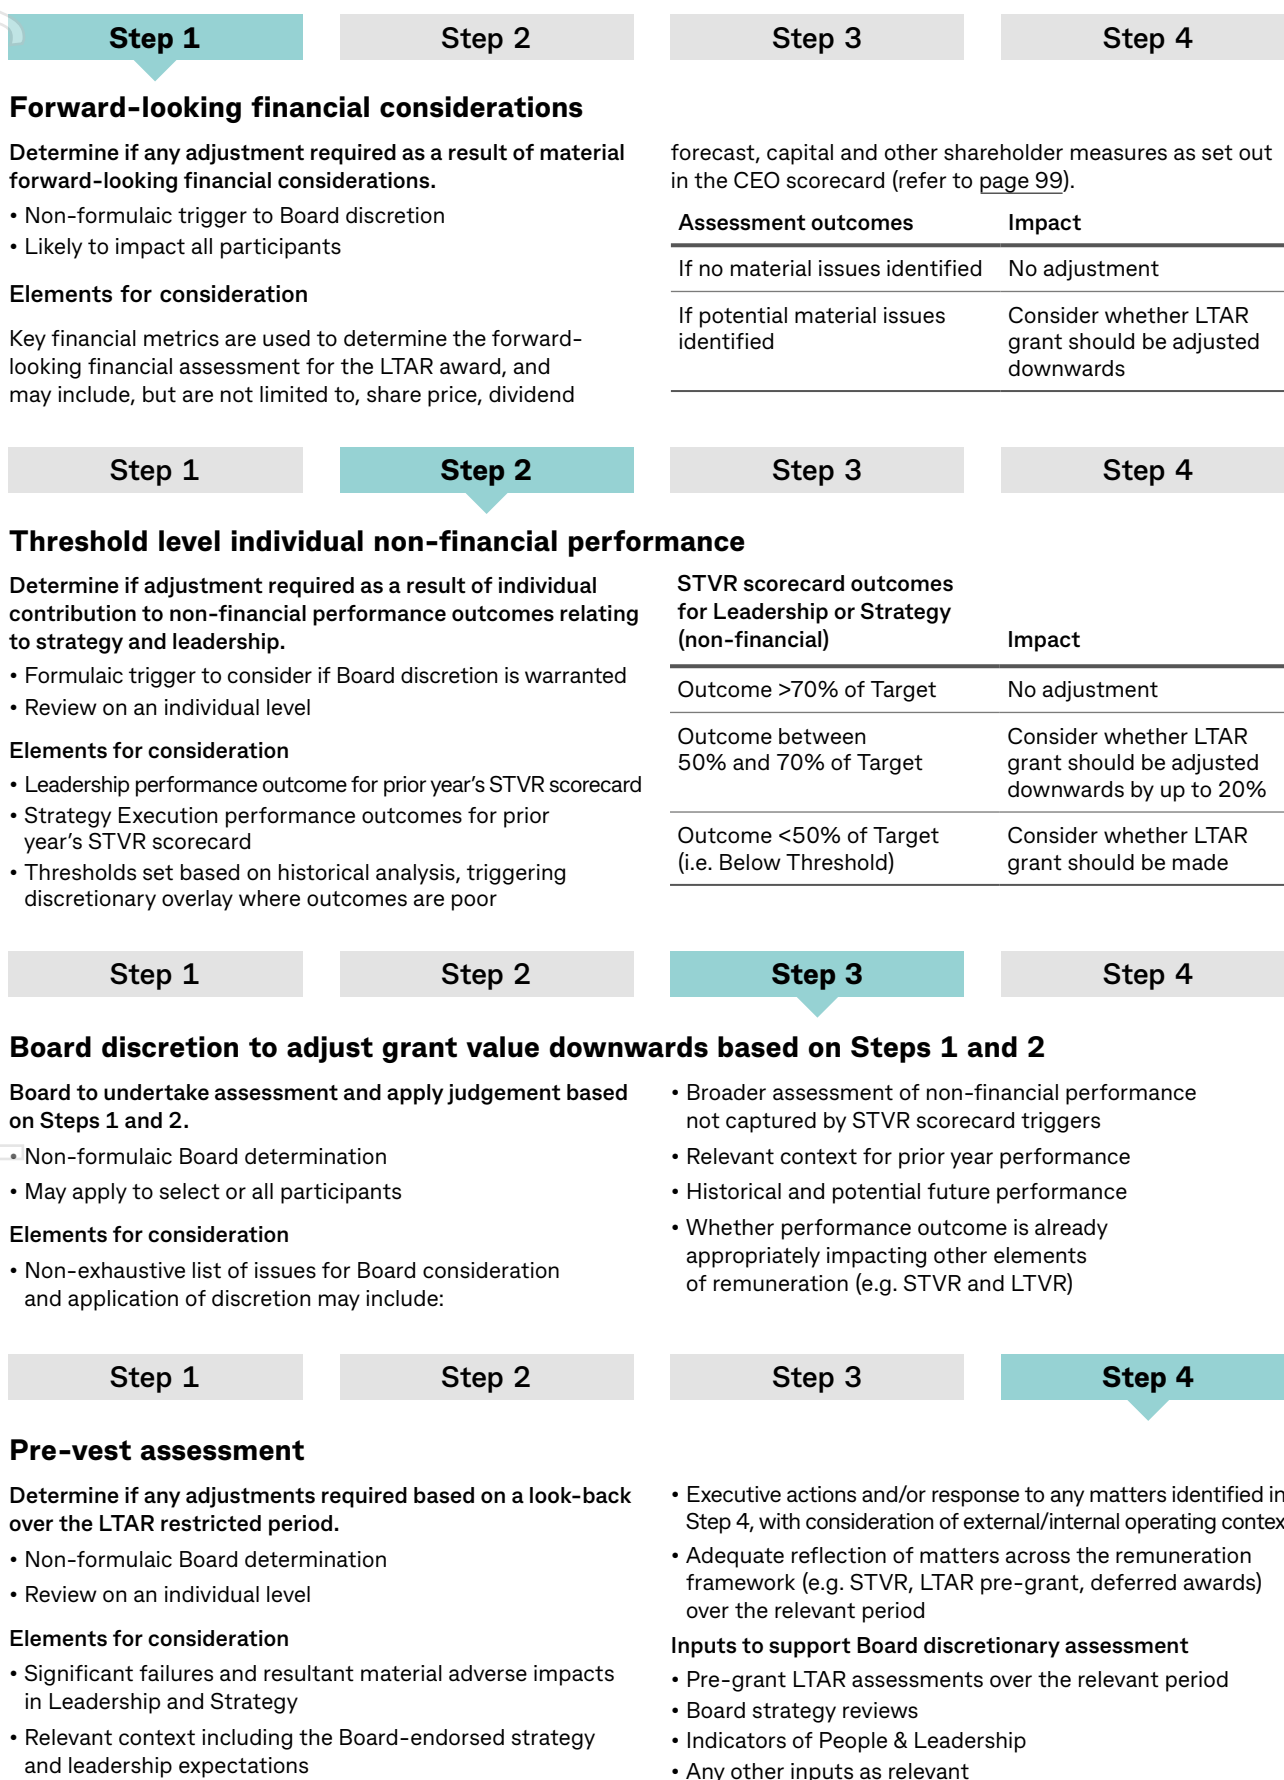 Step 1
Step 2
Step 3
Step 4
Forward-looking financial considerations
Determine if any adjustment required as a result of material
forward-looking financial considerations.
• Non-formulaic trigger to Board discretion
• Likely to impact all participants
Elements for consideration
Key financial metrics are used to determine the forward-
looking financial assessment for the LTAR award, and
may include, but are not limited to, share price, dividend
forecast, capital and other shareholder measures as set out
in the CEO scorecard (refer to page 99).
Assessment outcomes Impact
If no material issues identified No adjustment
If potential material issues
identified
Consider whether LTAR
grant should be adjusted
downwards
Step 1
Step 2
Step 3
Step 4
Threshold level individual non-financial performance
Determine if adjustment required as a result of individual
contribution to non-financial performance outcomes relating
to strategy and leadership.
• Formulaic trigger to consider if Board discretion is warranted
• Review on an individual level
Elements for consideration
• Leadership performance outcome for prior year's STVR scorecard
• Strategy Execution performance outcomes for prior
year's STVR scorecard
• Thresholds set based on historical analysis, triggering
discretionary overlay where outcomes are poor
STVR scorecard outcomes
for Leadership or Strategy
(non-financial) Impact
Outcome >70% of Target No adjustment
Outcome between
50% and 70% of Target
Consider whether LTAR
grant should be adjusted
downwards by up to 20%
Outcome <50% of Target
(i.e. Below Threshold)
Consider whether LTAR
grant should be made
Step 1
Step 2
Step 3
Step 4
Board discretion to adjust grant value downwards based on Steps 1 and 2
Board to undertake assessment and apply judgement based
on Steps 1 and 2.
• Non-formulaic Board determination
• May apply to select or all participants
Elements for consideration
• Non-exhaustive list of issues for Board consideration
and application of discretion may include:
• Broader assessment of non-financial performance
not captured by STVR scorecard triggers
• Relevant context for prior year performance
• Historical and potential future performance
• Whether performance outcome is already
appropriately impacting other elements
of remuneration (e.g. STVR and LTVR)
Step 1
Step 2
Step 3
Step 4
Pre-vest assessment
Determine if any adjustments required based on a look-back
over the LTAR restricted period.
• Non-formulaic Board determination
• Review on an individual level
Elements for consideration
• Significant failures and resultant material adverse impacts
in Leadership and Strategy
• Relevant context including the Board-endorsed strategy
and leadership expectations
• Executive actions and/or response to any matters identified in
Step 4, with consideration of external/internal operating contex
• Adequate reflection of matters across the remuneration
framework (e.g. STVR, LTAR pre-grant, deferred awards)
over the relevant period
Inputs to support Board discretionary assessment
• Pre-grant LTAR assessments over the relevant period
• Board strategy reviews
• Indicators of People & Leadership
• Any other inputs as relevant